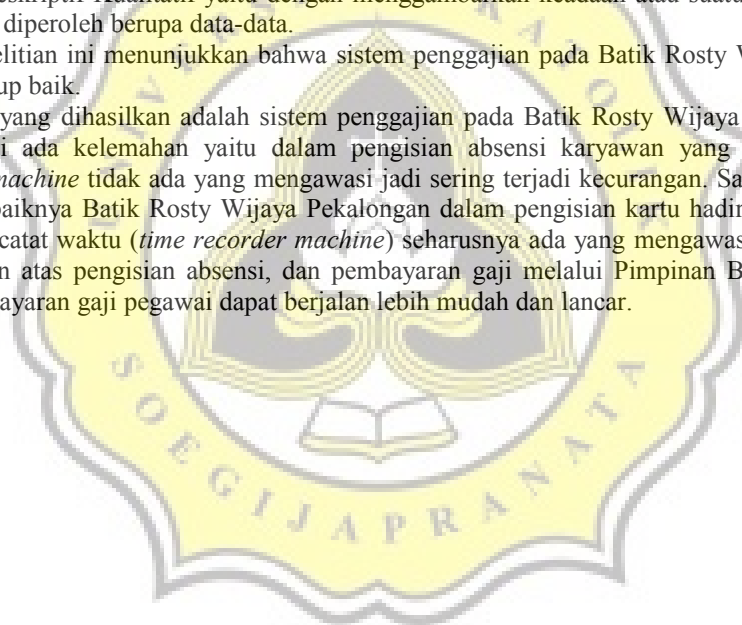 eskriptif Kualitatif yaitu dengan menggambarkan keadaan atau suatu
diperoleh berupa data-data.
elitian ini menunjukkan bahwa sistem penggajian pada Batik Rosty W
up baik.
yang dihasilkan adalah sistem penggajian pada Batik Rosty Wijaya
i ada kelemahan yaitu dalam pengisian absensi karyawan yang
machine tidak ada yang mengawasi jadi sering terjadi kecurangan. Sa
baiknya Batik Rosty Wijaya Pekalongan dalam pengisian kartu hadir
catat waktu (time recorder machine) seharusnya ada yang mengawas
n atas pengisian absensi, dan pembayaran gaji melalui Pimpinan B
ayaran gaji pegawai dapat berjalan lebih mudah dan lancar.
SOEGIJAPRANATA